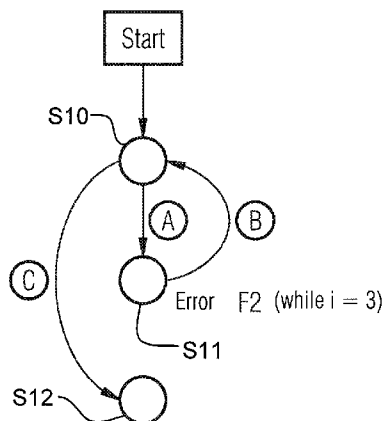 Start
S10
A
B
C
Error F2 (while i = 3)
S11
S12